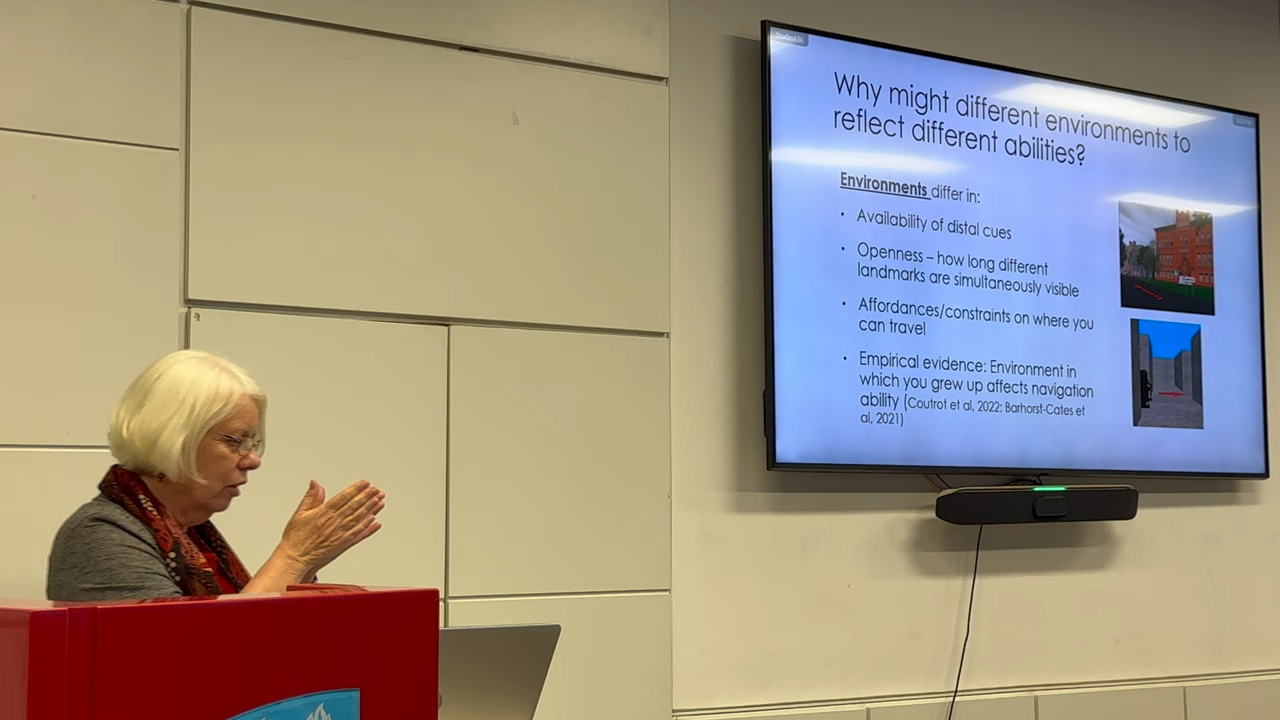 Why might different environments to
reflect different abilities?
Environments differ in:
• Availability of distal cues
• Openness – how long different
landmarks are simultaneously visible
• Affordances/constraints on where you
can travel
• Empirical evidence: Environment in
which you grew up affects navigation
ability (Coutrot et al, 2022: Barhorst-Cates et
al, 2021)